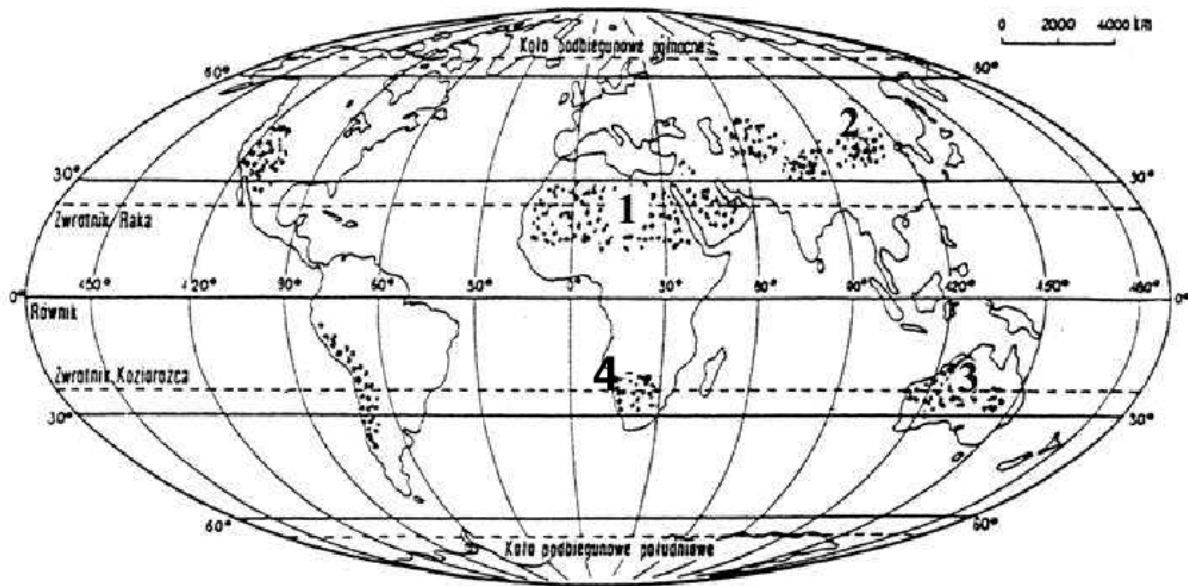 0 2000 4000 km
Koło podbiegunowe północne
60° 60°
2
30° 30°
1
Zwrotnik Raka
150° 120° 90° 60° 30° 0° 30° 60° 90° 120° 150° 160°
0° 0°
Równik
4
Zwrotnik Koziorożca
3
30° 30°
60° 60°
Koło podbiegunowe południowe